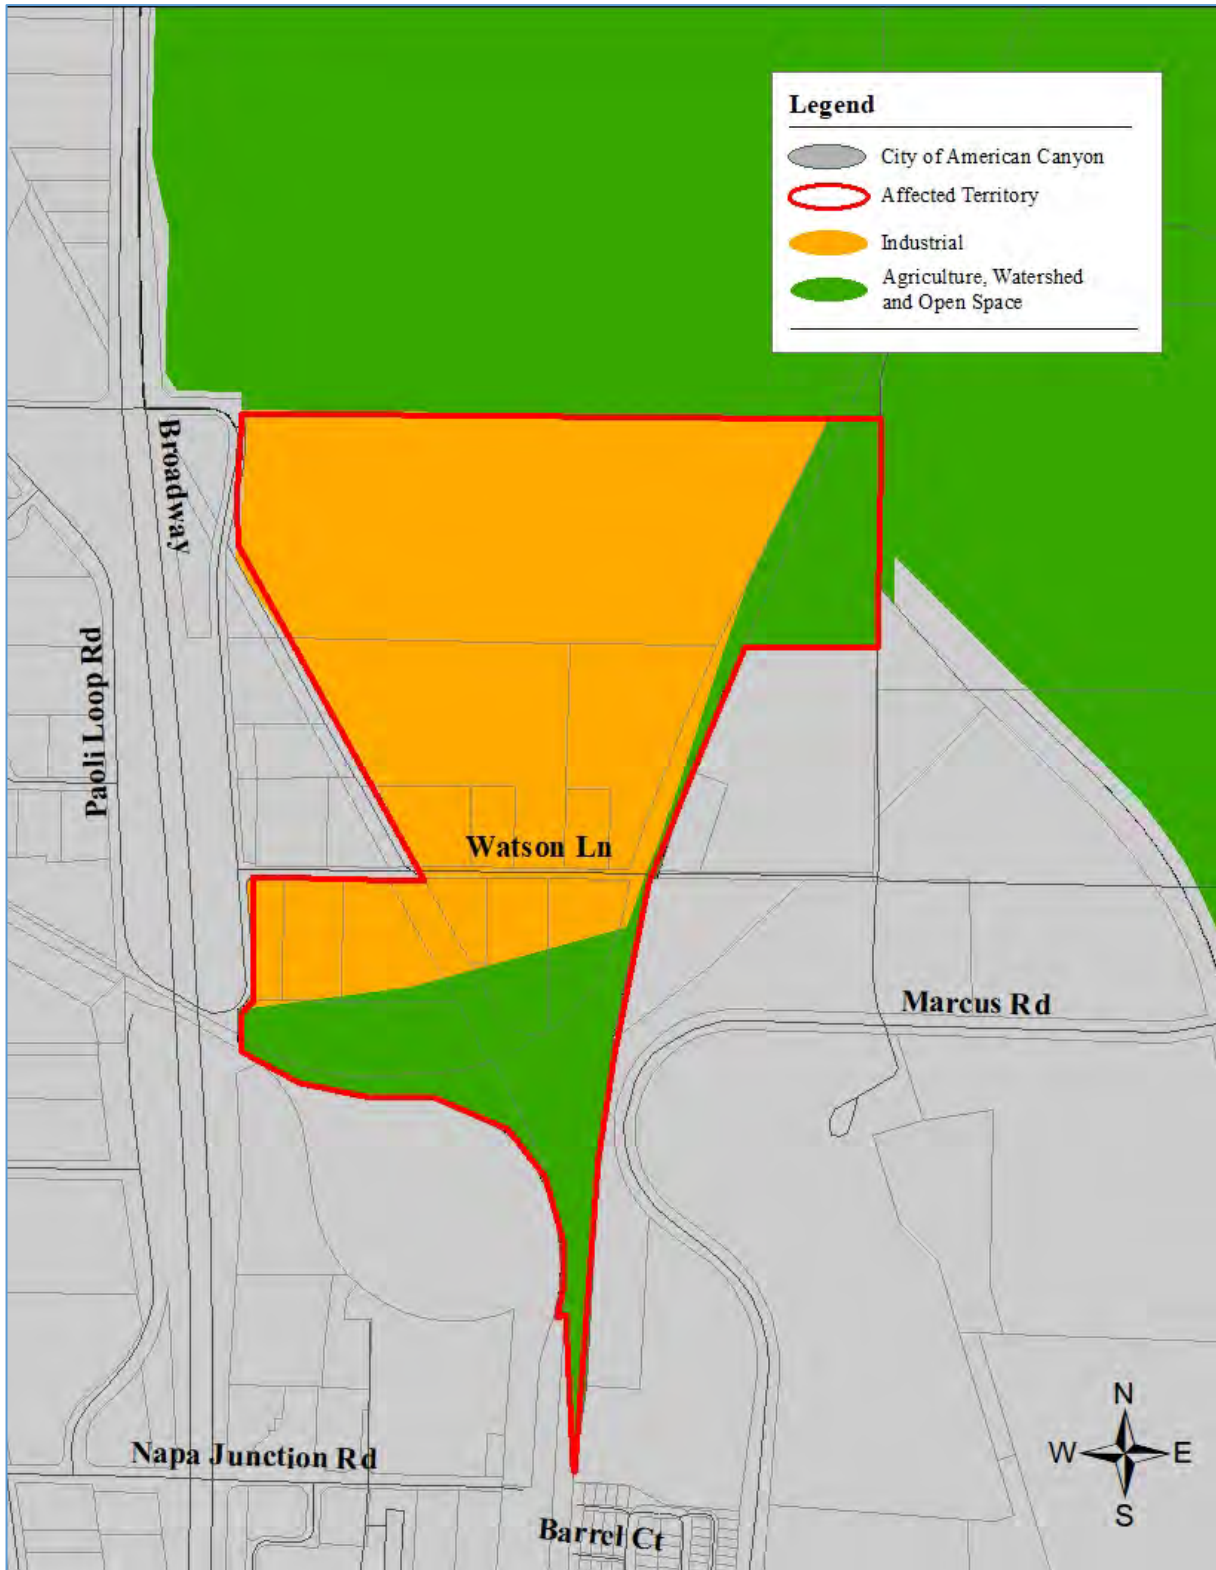 Legend
City of American Canyon
Affected Territory
Industrial
Agriculture, Watershed
and Open Space
Broadway
Paoli Loop Rd
Watson Ln
Marcus Rd
N
W
E
S
Napa Junction Rd
Barrel Ct